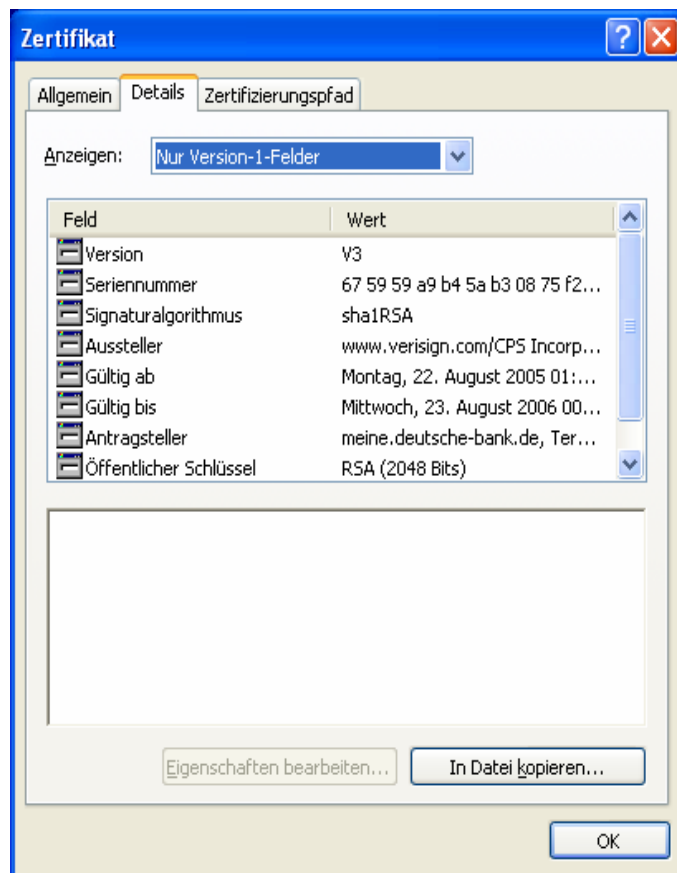 Zertifikat
Allgemein Details Zertifizierungspfad
Anzeigen: Nur Version-1-Felder
Feld Wert
Version V3
Seriennummer 67 59 59 a9 b4 5a b3 08 75 f2...
Signaturalgorithmus sha1RSA
Aussteller www.verisign.com/CPS Incorp...
Gültig ab Montag, 22. August 2005 01:...
Gültig bis Mittwoch, 23. August 2006 00...
Antragsteller meine.deutsche-bank.de, Ter...
Öffentlicher Schlüssel RSA (2048 Bits)
Eigenschaften bearbeiten... In Datei kopieren...
OK